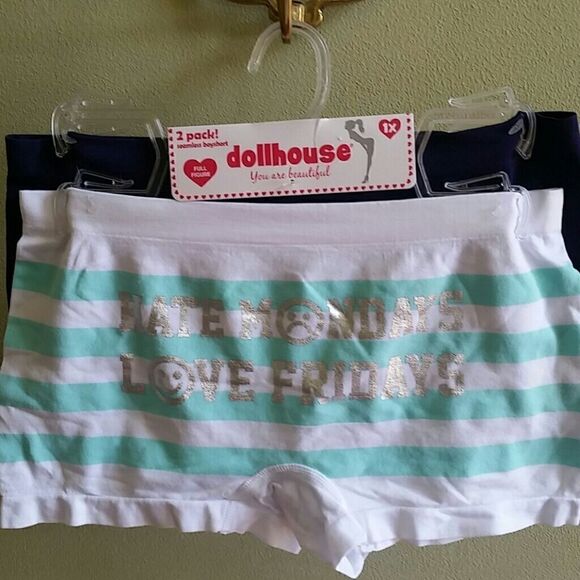 2 pack!
seamless boyshort
1X
FULL
FIGURE
dollhouse®
You are beautiful
HATE MONDAYS
LOVE FRIDAYS